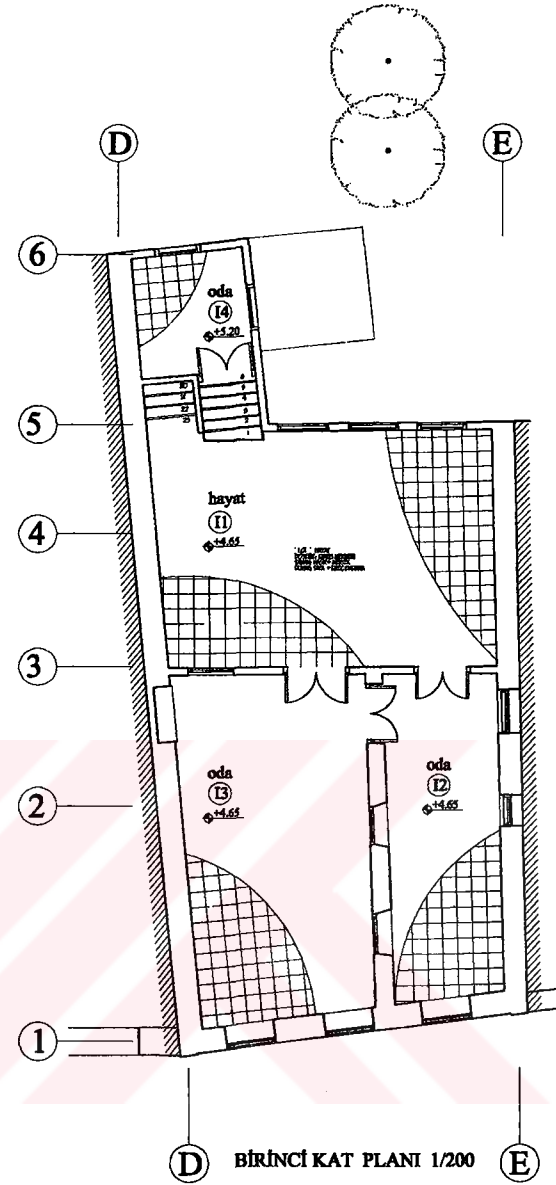 D
E
6
oda
I4
+5.20
5
hayat
I1
+4.65
4
3
oda
I3
+4.65
oda
I2
+4.65
2
1
D
BİRİNCİ KAT PLANI 1/200
E